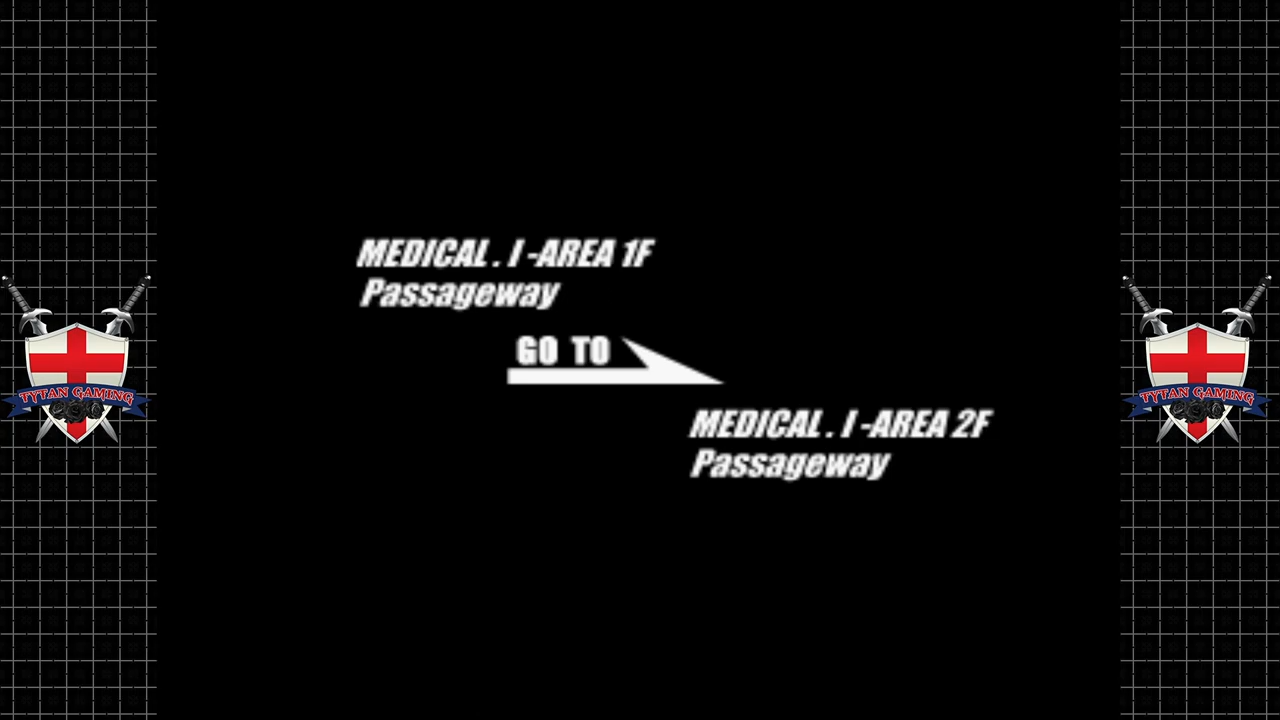 MEDICAL . I -AREA 1F
Passageway
GO TO
MEDICAL . I -AREA 2F
Passageway
TYTAN GAMING
TYTAN GAMING